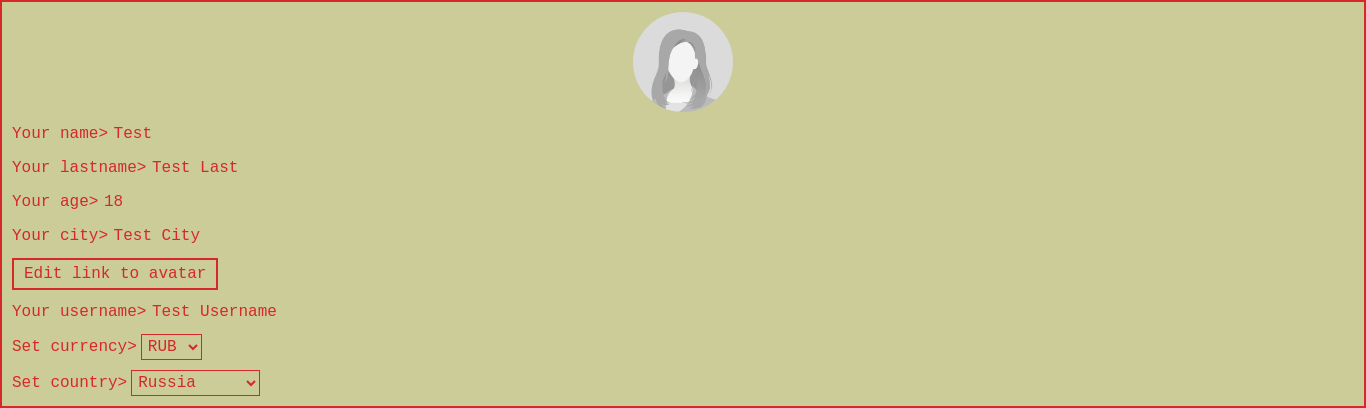 Your name> Test
Your lastname> Test Last
Your age> 18
Your city> Test City
Edit link to avatar
Your username> Test Username
Set currency> RUB
Set country> Russia